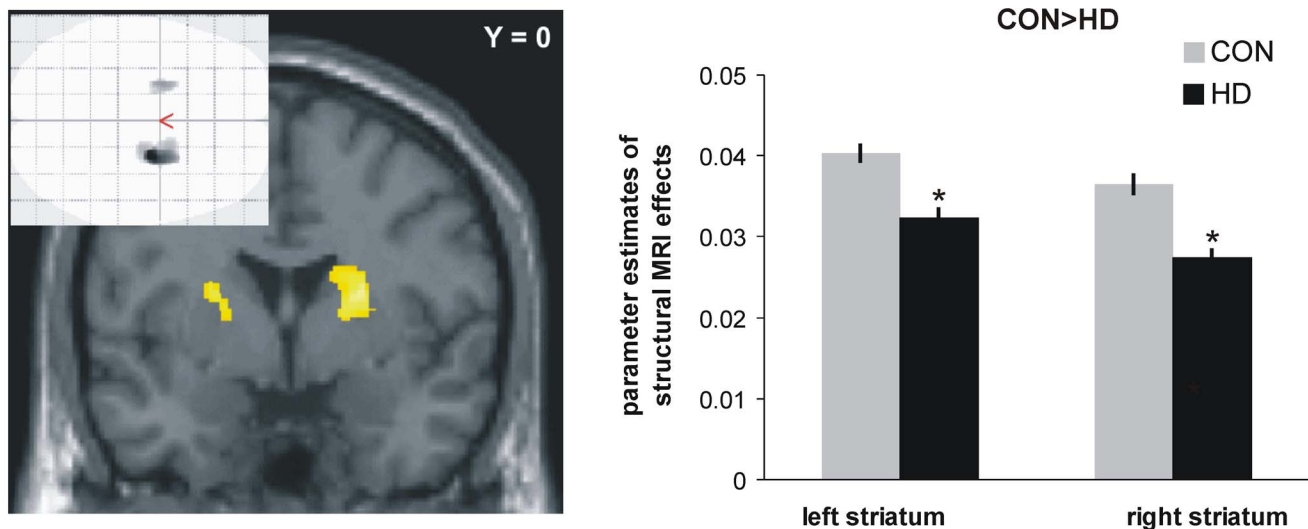 Y = 0
CON>HD
CON
HD
parameter estimates of
structural MRI effects
0.05
0.04
0.03
0.02
0.01
0
*
*
*
left striatum
right striatum